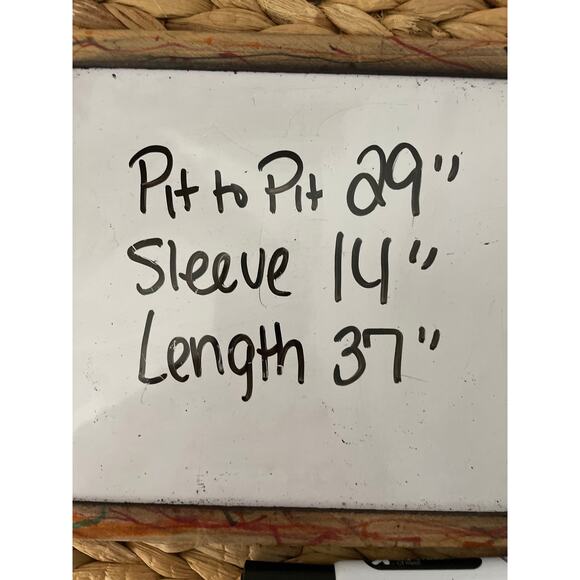 Pit to Pit 29"
Sleeve 14"
Length 37"